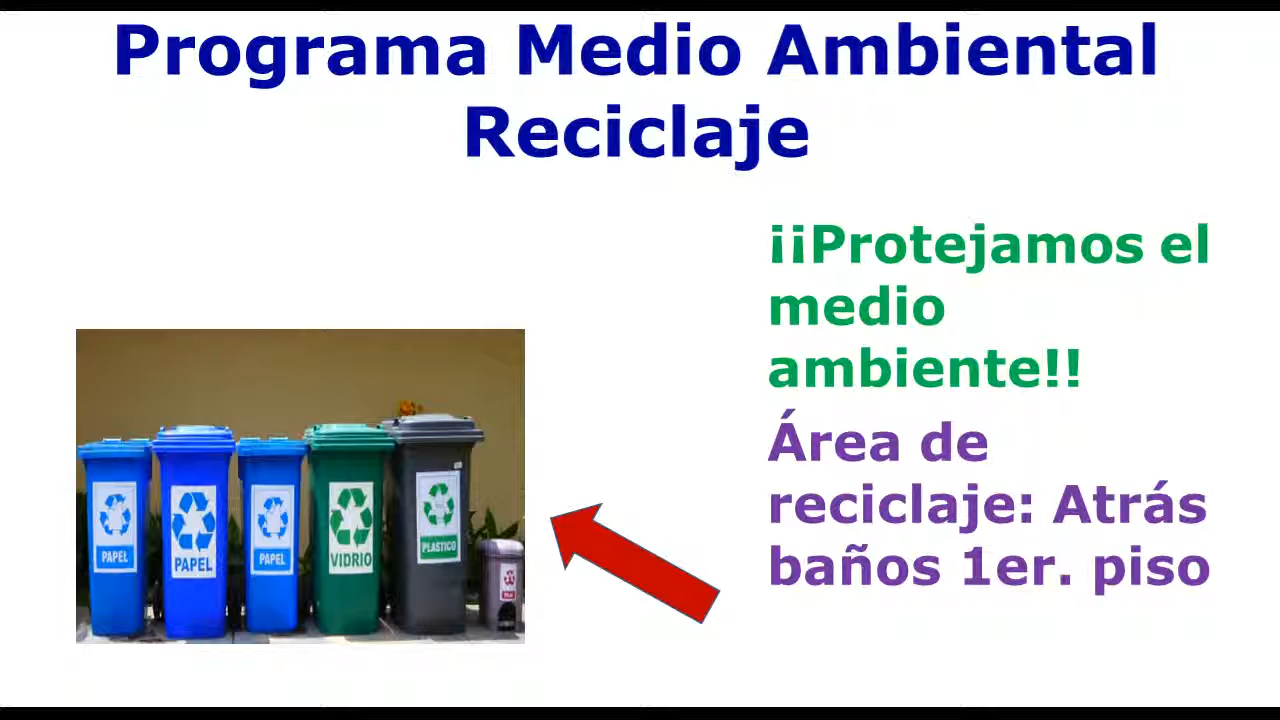 Programa Medio Ambiental
Reciclaje
¡¡Protejamos el
medio
ambiente!!
Área de
reciclaje: Atrás
baños 1er. piso
PAPEL
PAPEL
PAPEL
VIDRIO
PLASTICO